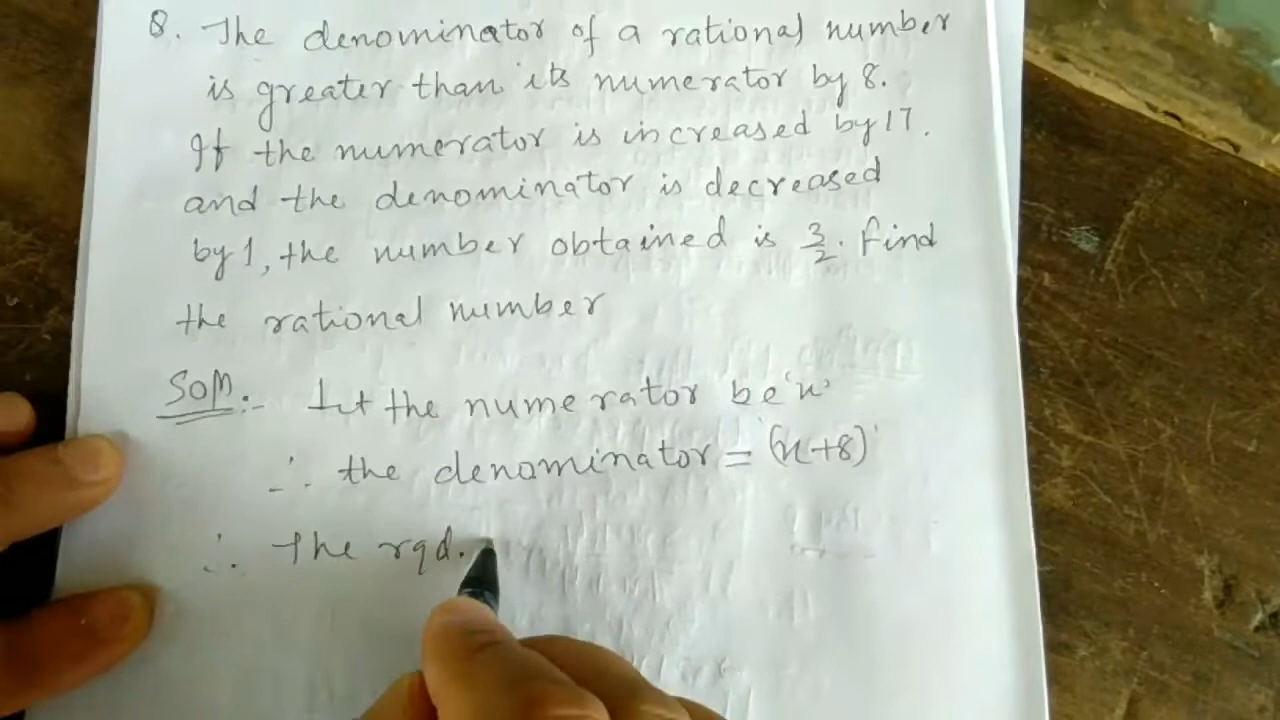 8. The denominator of a rational number
is greater than its numerator by 8.
If the numerator is increased by 17.
and the denominator is decreased
by 1, the number obtained is 3/2. Find
the rational number
Soln:- Let the numerator be 'x'
∴ the denominator = (x+8)
∴ The rqd.